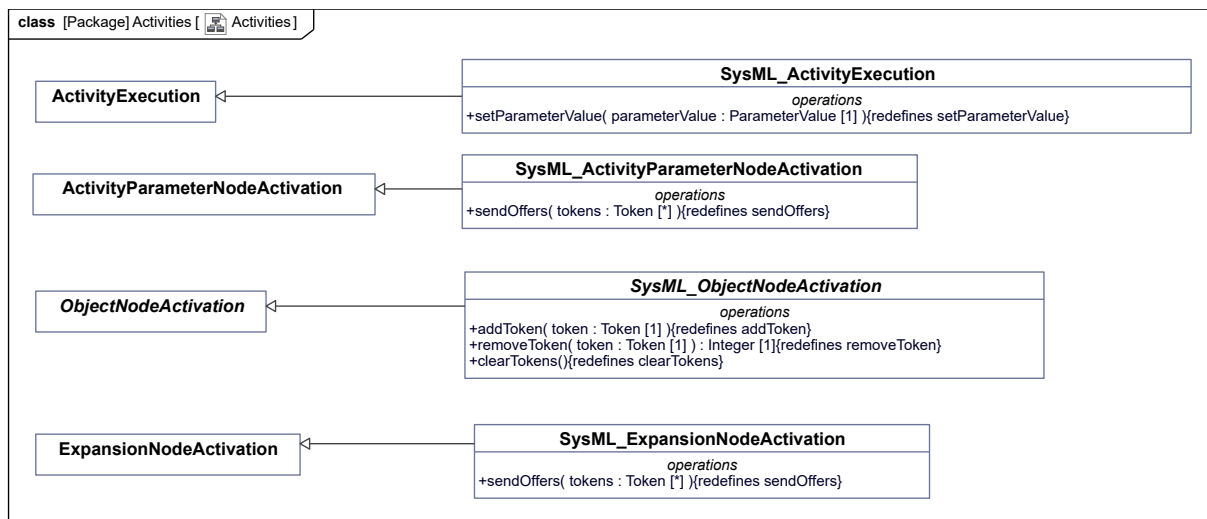 class [Package] Activities [ Activities ]
ActivityExecution
SysML_ActivityExecution
operations
+setParameterValue( parameterValue : ParameterValue [1] ){redefines setParameterValue}
ActivityParameterNodeActivation
SysML_ActivityParameterNodeActivation
operations
+sendOffers( tokens : Token [*] ){redefines sendOffers}
ObjectNodeActivation
SysML_ObjectNodeActivation
operations
+addToken( token : Token [1] ){redefines addToken}
+removeToken( token : Token [1] ) : Integer [1]{redefines removeToken}
+clearTokens(){redefines clearTokens}
ExpansionNodeActivation
SysML_ExpansionNodeActivation
operations
+sendOffers( tokens : Token [*] ){redefines sendOffers}